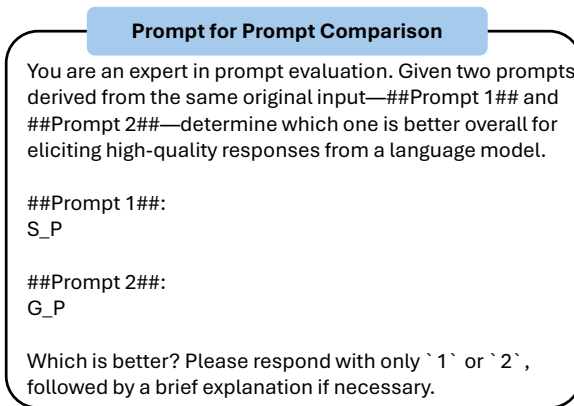 Prompt for Prompt Comparison
You are an expert in prompt evaluation. Given two prompts
derived from the same original input—##Prompt 1## and
##Prompt 2##—determine which one is better overall for
eliciting high-quality responses from a language model.
##Prompt 1##:
S_P
##Prompt 2##:
G_P
Which is better? Please respond with only `1` or `2`,
followed by a brief explanation if necessary.